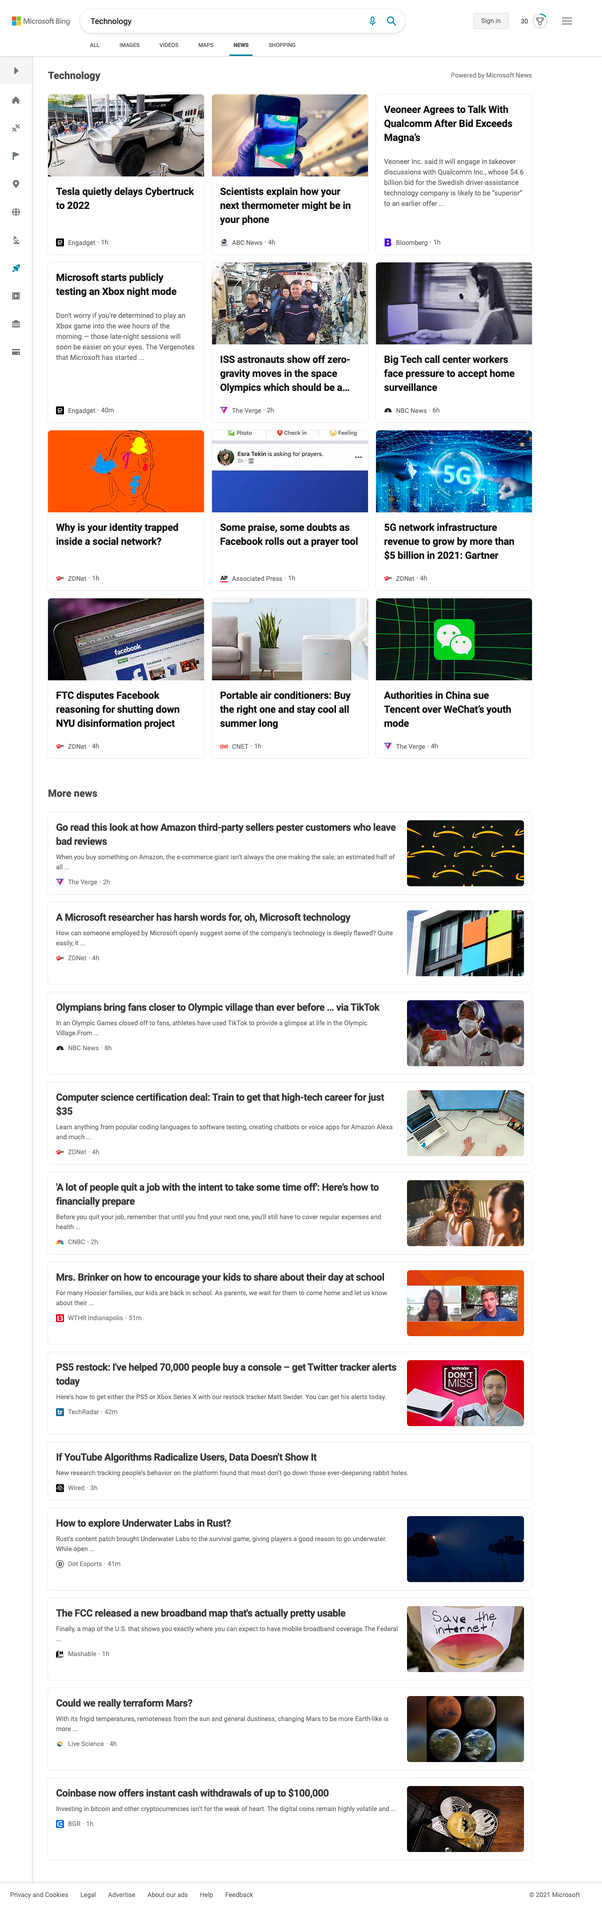 Microsoft Bing
Technology
Sign in
30
ALL
IMAGES
VIDEOS
MAPS
NEWS
SHOPPING
Technology
Powered by Microsoft News
Tesla quietly delays Cybertruck
to 2022
Engadget · 1h
Scientists explain how your
next thermometer might be in
your phone
ABC News · 4h
Veoneer Agrees to Talk With
Qualcomm After Bid Exceeds
Magna's
Veoneer Inc. said it will engage in takeover
discussions with Qualcomm Inc., whose $4.6
billion bid for the Swedish driver-assistance
technology company is likely to be "superior"
to an earlier offer ...
Bloomberg · 1h
Microsoft starts publicly
testing an Xbox night mode
Don't worry if you're determined to play an
Xbox game into the wee hours of the
morning — those late-night sessions will
soon be easier on your eyes. The Vergenotes
that Microsoft has started ...
Engadget · 40m
ISS astronauts show off zero-
gravity moves in the space
Olympics which should be a...
The Verge · 2h
Big Tech call center workers
face pressure to accept home
surveillance
NBC News · 6h
Why is your identity trapped
inside a social network?
ZDNet · 1h
Photo
Check in
Feeling
Esra Tekin is asking for prayers.
2h
Some praise, some doubts as
Facebook rolls out a prayer tool
AP Associated Press · 1h
5G
5G network infrastructure
revenue to grow by more than
$5 billion in 2021: Gartner
ZDNet · 4h
facebook
facebook
FTC disputes Facebook
reasoning for shutting down
NYU disinformation project
ZDNet · 4h
Portable air conditioners: Buy
the right one and stay cool all
summer long
CNET · 1h
Authorities in China sue
Tencent over WeChat's youth
mode
The Verge · 4h
More news
Go read this look at how Amazon third-party sellers pester customers who leave
bad reviews
When you buy something on Amazon, the e-commerce giant isn't always the one making the sale; an estimated half of
all ...
The Verge · 2h
A Microsoft researcher has harsh words for, oh, Microsoft technology
How can someone employed by Microsoft openly suggest some of the company's technology is deeply flawed? Quite
easily, it ...
ZDNet · 4h
Olympians bring fans closer to Olympic village than ever before ... via TikTok
In an Olympic Games closed off to fans, athletes have used TikTok to provide a glimpse at life in the Olympic
Village.From ...
NBC News · 8h
Computer science certification deal: Train to get that high-tech career for just
$35
Learn anything from popular coding languages to software testing, creating chatbots or voice apps for Amazon Alexa
and much ...
ZDNet · 4h
'A lot of people quit a job with the intent to take some time off': Here's how to
financially prepare
Before you quit your job, remember that until you find your next one, you'll still have to cover regular expenses and
health ...
CNBC · 2h
Mrs. Brinker on how to encourage your kids to share about their day at school
For many Hoosier families, our kids are back in school. As parents, we wait for them to come home and let us know
about their ...
WTHR Indianapolis · 51m
PS5 restock: I've helped 70,000 people buy a console – get Twitter tracker alerts
today
Here's how to get either the PS5 or Xbox Series X with our restock tracker Matt Swider. You can get his alerts today.
TechRadar · 42m
techradar
DON'T
MISS
If YouTube Algorithms Radicalize Users, Data Doesn't Show It
New research tracking people's behavior on the platform found that most don't go down those ever-deepening rabbit holes.
Wired · 3h
How to explore Underwater Labs in Rust?
Rust's content patch brought Underwater Labs to the survival game, giving players a good reason to go underwater.
While open ...
Dot Esports · 41m
The FCC released a new broadband map that's actually pretty usable
Finally, a map of the U.S. that shows you exactly where you can expect to have mobile broadband coverage.The Federal
...
Mashable · 1h
Save the
internet!
Could we really terraform Mars?
With its frigid temperatures, remoteness from the sun and general dustiness, changing Mars to be more Earth-like is
more ...
Live Science · 4h
Coinbase now offers instant cash withdrawals of up to $100,000
Investing in bitcoin and other cryptocurrencies isn't for the weak of heart. The digital coins remain highly volatile and ...
BGR · 1h
Privacy and Cookies
Legal
Advertise
About our ads
Help
Feedback
© 2021 Microsoft